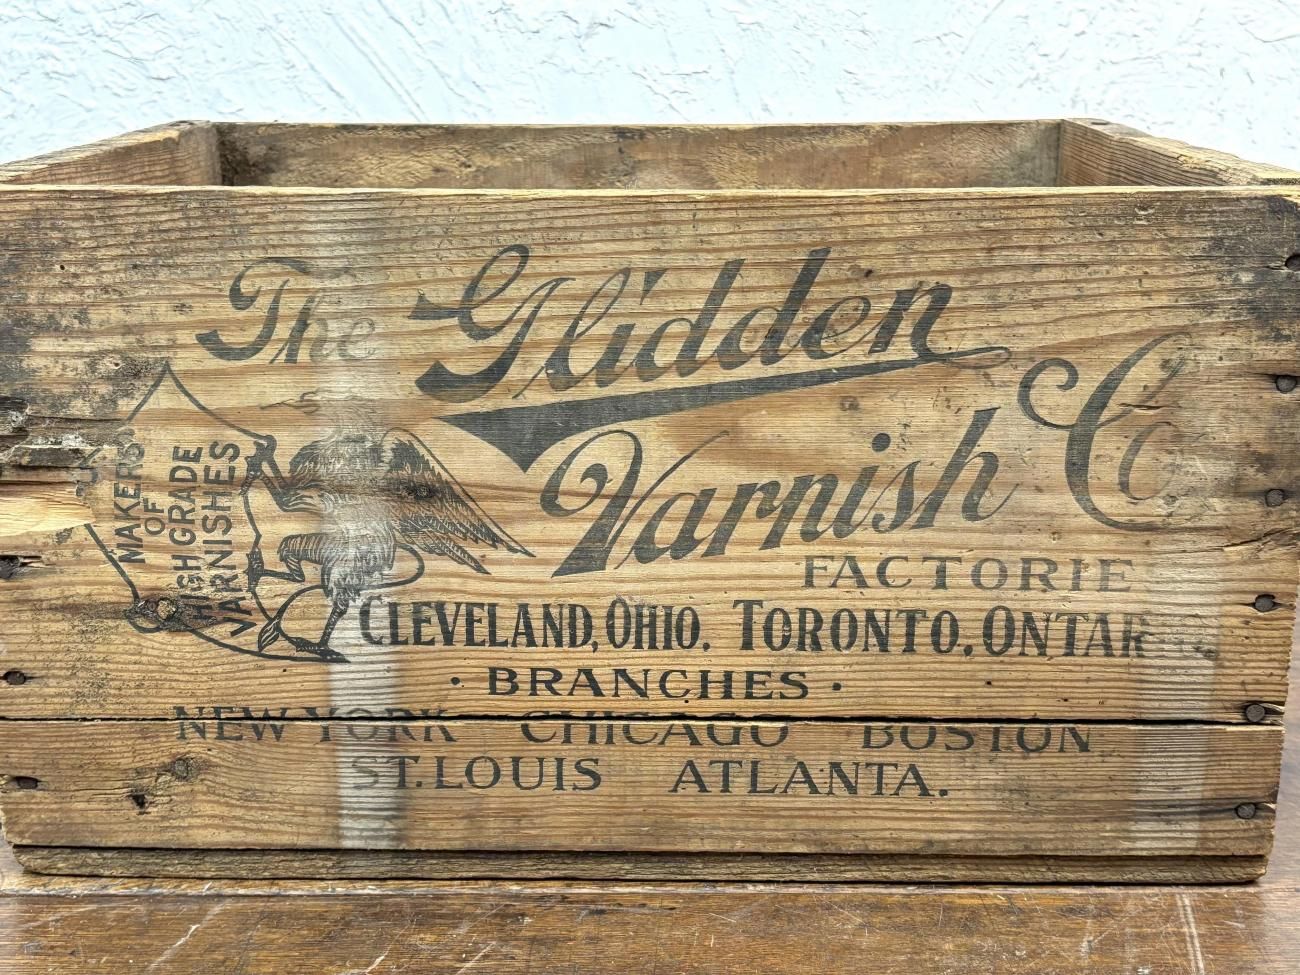 The Glidden
Varnish Co
MAKERS
OF
HIGH GRADE
VARNISHES
FACTORIE
CLEVELAND, OHIO. TORONTO, ONTAR
· BRANCHES ·
NEW YORK CHICAGO BOSTON
ST. LOUIS ATLANTA.